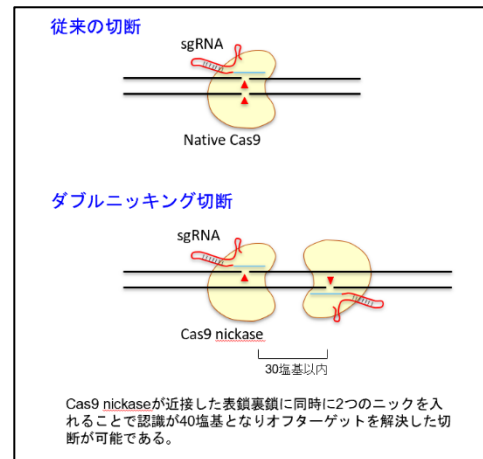 従来の切断
sgRNA
Native Cas9
ダブルニッキング切断
sgRNA
Cas9 nickase
30塩基以内
Cas9 nickaseが近接した表鎖裏鎖に同時に2つのニックを入
れることで認識が40塩基となりオフターゲットを解決した切
断が可能である。